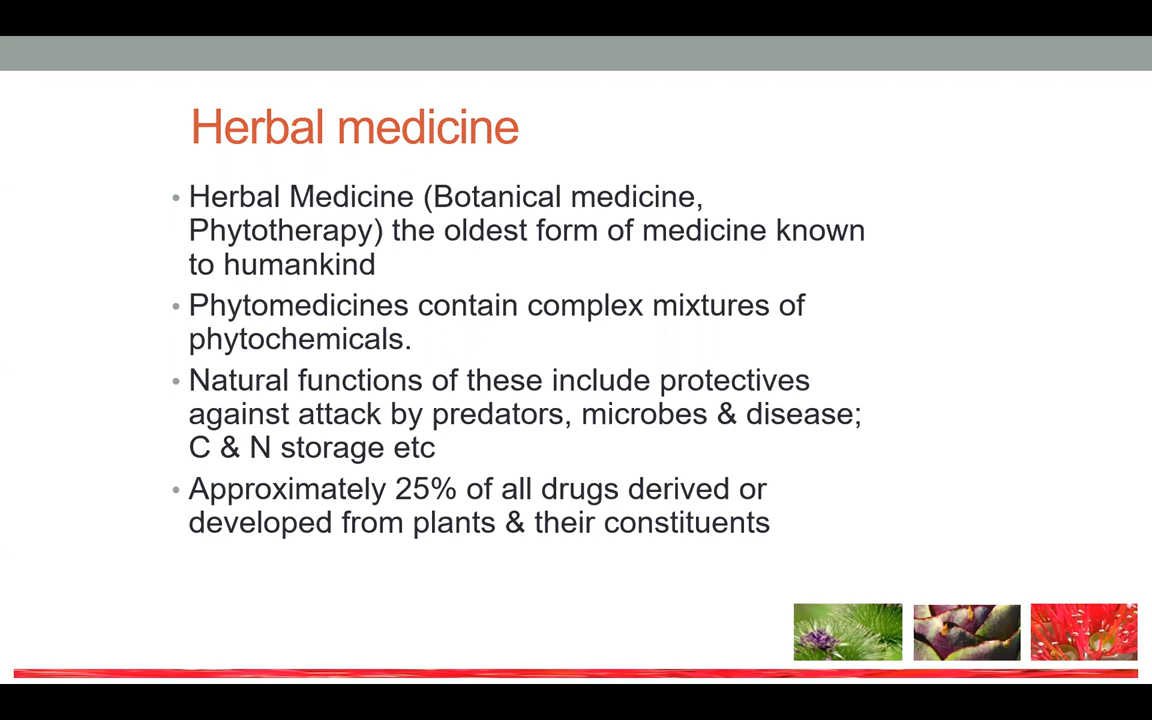 Herbal medicine
• Herbal Medicine (Botanical medicine,
Phytotherapy) the oldest form of medicine known
to humankind
• Phytomedicines contain complex mixtures of
phytochemicals.
• Natural functions of these include protectives
against attack by predators, microbes & disease;
C & N storage etc
• Approximately 25% of all drugs derived or
developed from plants & their constituents